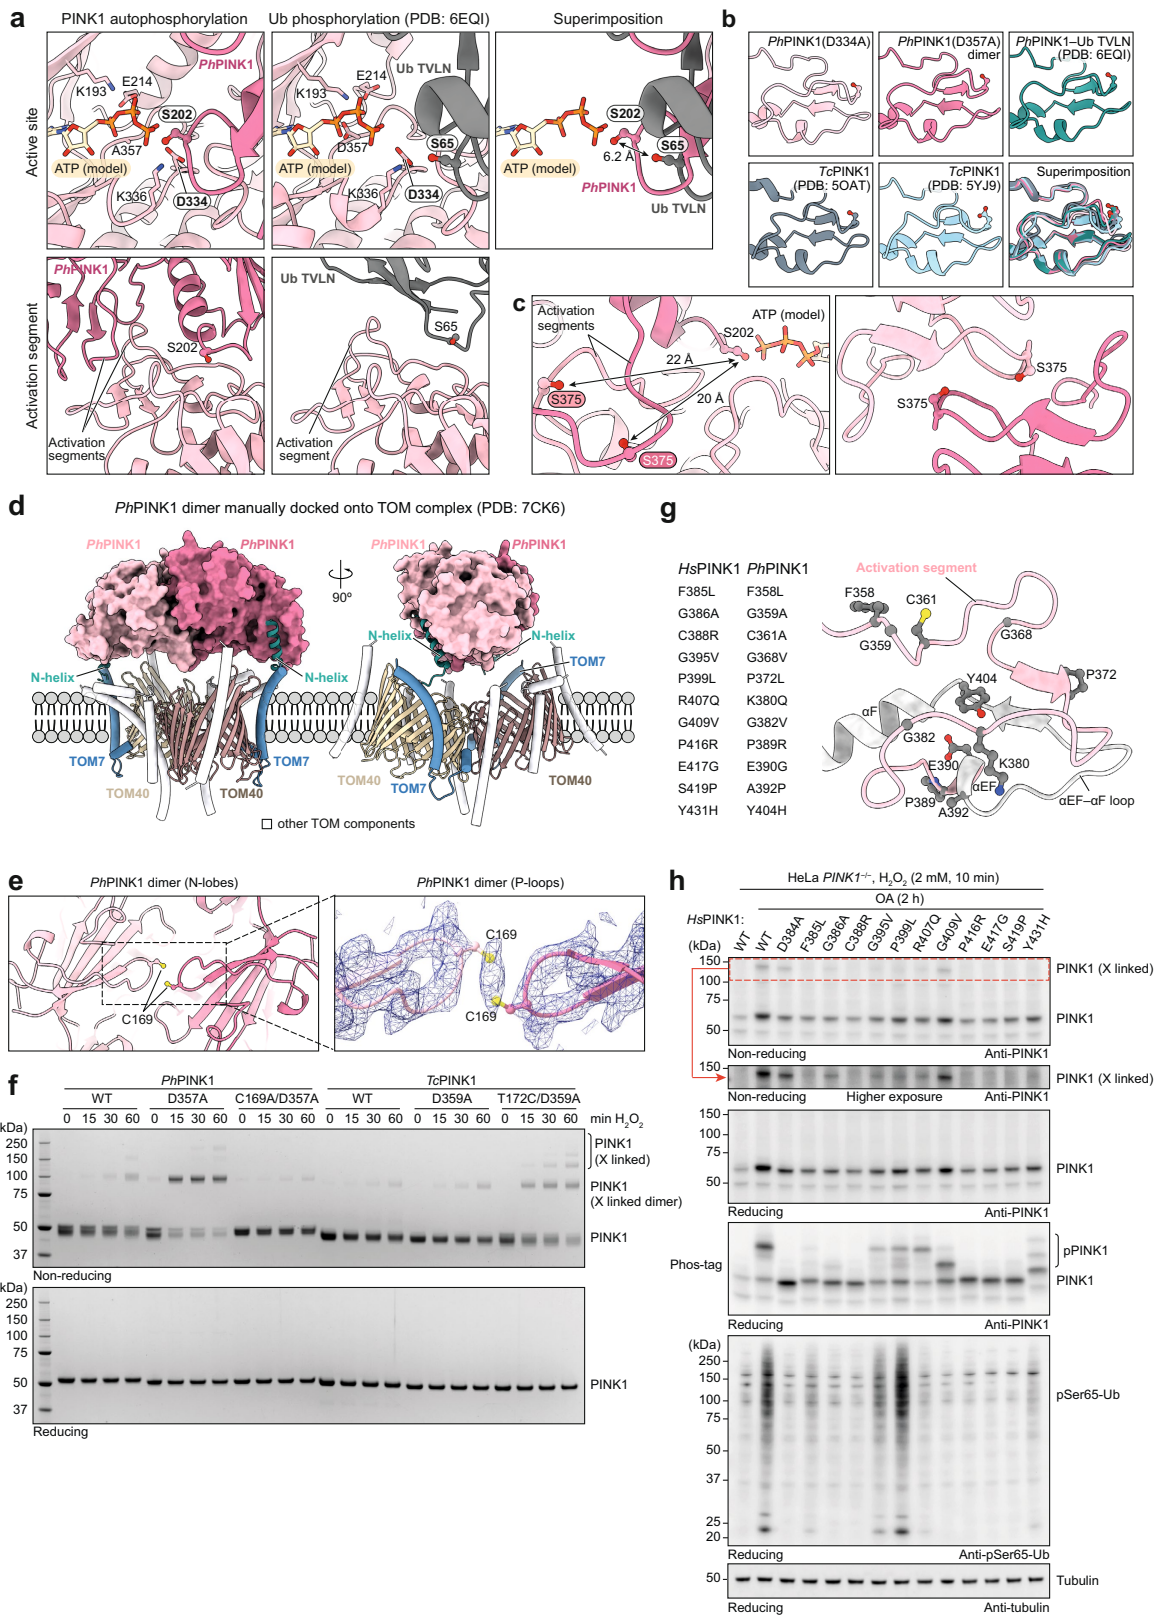 a
PINK1 autophosphorylation
Ub phosphorylation (PDB: 6EQI)
Superimposition
Active site
PhPINK1
K193
E214
S202
A357
ATP (model)
K336
D334
Ub TVLN
E214
K193
D357
S65
ATP (model)
K336
D334
S202
S65
6.2 Å
ATP (model)
PhPINK1
Ub TVLN
Activation segment
PhPINK1
S202
Activation
segments
Ub TVLN
S65
Activation
segment
b
PhPINK1(D334A)
PhPINK1(D357A)
dimer
PhPINK1–Ub TVLN
(PDB: 6EQI)
TcPINK1
(PDB: 5OAT)
TcPINK1
(PDB: 5YJ9)
Superimposition
c
Activation
segments
ATP (model)
S202
22 Å
S375
20 Å
S375
S375
S375
d
PhPINK1 dimer manually docked onto TOM complex (PDB: 7CK6)
PhPINK1
PhPINK1
90º
PhPINK1
PhPINK1
N-helix
N-helix
TOM7
TOM7
TOM40
TOM40
N-helix
N-helix
TOM7
TOM40
TOM7
TOM40
other TOM components
e
PhPINK1 dimer (N-lobes)
PhPINK1 dimer (P-loops)
C169
C169
C169
f
PhPINK1
TcPINK1
WT
D357A
C169A/D357A
WT
D359A
T172C/D359A
0 15 30 60 0 15 30 60 0 15 30 60 0 15 30 60 0 15 30 60 0 15 30 60 min H₂O₂
(kDa)
250
150
100
75
50
37
PINK1
(X linked)
PINK1
(X linked dimer)
PINK1
Non-reducing
(kDa)
250
150
100
75
50
37
PINK1
Reducing
g
HsPINK1 PhPINK1
F385L F358L
G386A G359A
C388R C361A
G395V G368V
P399L P372L
R407Q K380Q
G409V G382V
P416R P389R
E417G E390G
S419P A392P
Y431H Y404H
Activation segment
F358
C361
G359
G368
Y404
P372
αF
G382
E390
K380
αEF
P389
A392
αEF–αF loop
h
HeLa PINK1⁻/⁻, H₂O₂ (2 mM, 10 min)
OA (2 h)
HsPINK1:
WT WT D384A F385L G386A C388R G395V P399L R407Q G409V P416R E417G S419P Y431H
(kDa)
150
100
75
50
PINK1 (X linked)
PINK1
Non-reducing Anti-PINK1
150
PINK1 (X linked)
Non-reducing Higher exposure Anti-PINK1
150
100
75
50
PINK1
Reducing Anti-PINK1
Phos-tag
pPINK1
PINK1
Reducing Anti-PINK1
(kDa)
250
150
100
75
50
37
25
20
pSer65-Ub
Reducing Anti-pSer65-Ub
50
Tubulin
Reducing Anti-tubulin